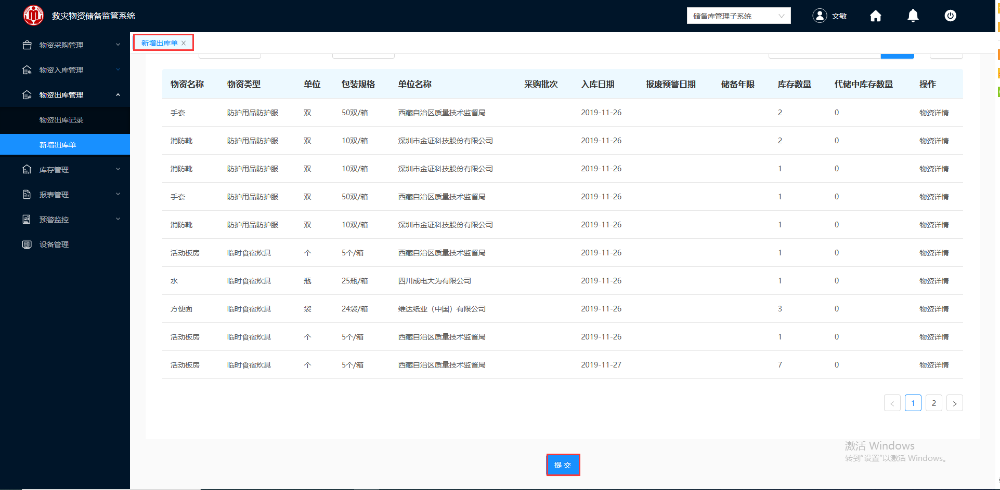 救灾物资储备监管系统
储备库管理子系统
文敏
物资采购管理
物资入库管理
物资出库管理
物资出库记录
新增出库单
库存管理
报表管理
预警监控
设备管理
新增出库单 X
物资名称 物资类型 单位 包装规格 单位名称 采购批次 入库日期 报废预警日期 储备年限 库存数量 代储中库存数量 操作
手套 防护用品防护服 双 50双/箱 西藏自治区质量技术监督局 2019-11-26 2 0 物资详情
消防靴 防护用品防护服 双 10双/箱 深圳市金证科技股份有限公司 2019-11-26 2 0 物资详情
消防靴 防护用品防护服 双 10双/箱 深圳市金证科技股份有限公司 2019-11-26 1 0 物资详情
手套 防护用品防护服 双 50双/箱 西藏自治区质量技术监督局 2019-11-26 1 0 物资详情
消防靴 防护用品防护服 双 10双/箱 深圳市金证科技股份有限公司 2019-11-26 1 0 物资详情
活动板房 临时食宿炊具 个 5个/箱 西藏自治区质量技术监督局 2019-11-26 1 0 物资详情
水 临时食宿炊具 瓶 25瓶/箱 四川成电大为有限公司 2019-11-26 1 0 物资详情
方便面 临时食宿炊具 袋 24袋/箱 维达纸业（中国）有限公司 2019-11-26 3 0 物资详情
活动板房 临时食宿炊具 个 5个/箱 西藏自治区质量技术监督局 2019-11-26 1 0 物资详情
活动板房 临时食宿炊具 个 5个/箱 西藏自治区质量技术监督局 2019-11-27 7 0 物资详情
< 1 2 >
激活 Windows
转到"设置"以激活 Windows。
提 交